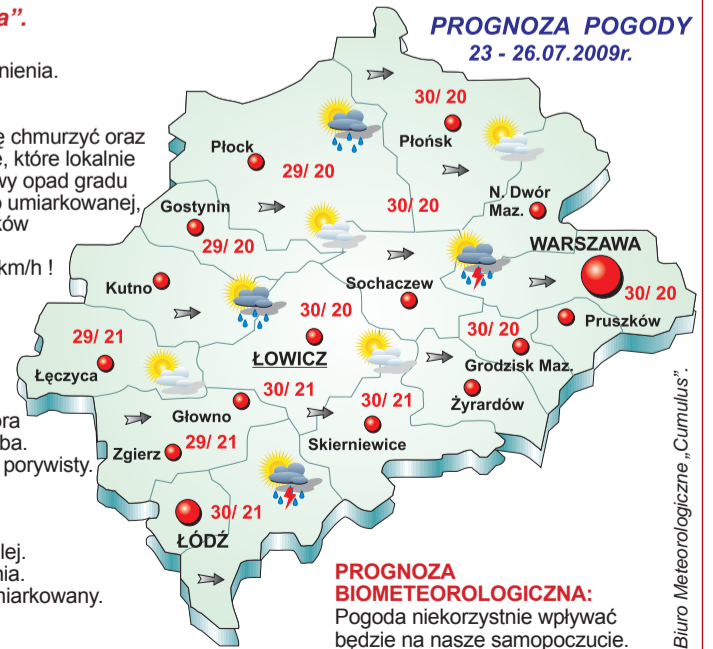 a”.
PROGNOZA POGODY
23 - 26.07.2009r.
nienia.
30/ 20
ę chmurzyć oraz
Płońsk
e, które lokalnie
Płock
wy opad gradu
29/ 20
o umiarkowanej,
N. Dwór
Maz.
Gostynin
30/ 20
ków
WARSZAWA
29/ 20
km/h !
Kutno
Sochaczew
30/ 20
30/ 20
Pruszków
29/ 21
ŁOWICZ
30/ 20
Łęczyca
Grodzisk Maz.
30/ 21
30/ 21
Żyrardów
Głowno
ora
Skierniewice
ba.
Zgierz
29/ 21
porywisty.
30/ 21
ŁÓDŹ
lej.
nia.
miarkowany.
PROGNOZA
BIOMETEOROLOGICZNA:
Pogoda niekorzystnie wpływać
będzie na nasze samopoczucie.
Biuro Meteorologiczne „Cumulus”.